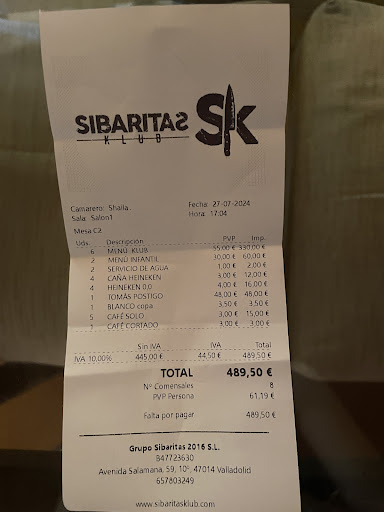 SIBARITAS
KLUB
SK
Camarero: Shaila.
Fecha: 27-07-2024
Sala: Salon1
Hora: 17:04
Mesa C2
Uds. Descripción PVP Imp.
6 MENÚ KLUB 55,00 € 330,00 €
2 MENÚ INFANTIL 30,00 € 60,00 €
2 SERVICIO DE AGUA 1,00 € 2,00 €
4 CAÑA HEINEKEN 3,00 € 12,00 €
4 HEINEKEN 0,0 4,00 € 16,00 €
1 TOMÁS POSTIGO 48,00 € 48,00 €
1 BLANCO copa 3,50 € 3,50 €
5 CAFÉ SOLO 3,00 € 15,00 €
1 CAFÉ CORTADO 3,00 € 3,00 €
Sin IVA IVA Total
IVA 10,00% 445,00 € 44,50 € 489,50 €
TOTAL 489,50 €
Nº Comensales 8
PVP Persona 61,19 €
Falta por pagar 489,50 €
Grupo Sibaritas 2016 S.L.
B47723630
Avenida Salamana, 59, 10º, 47014 Valladolid
657803249
www.sibaritasklub.com